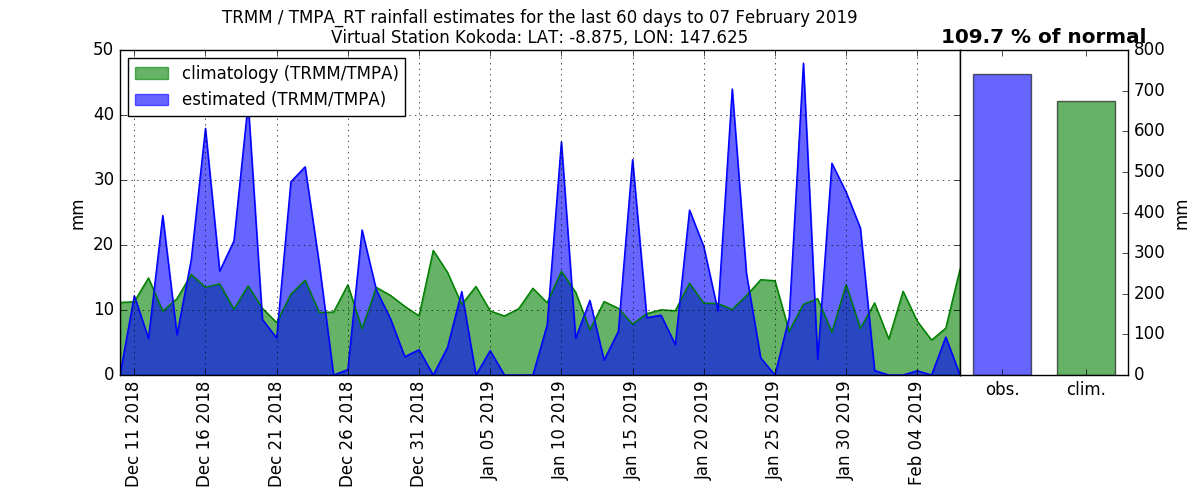 TRMM / TMPA_RT rainfall estimates for the last 60 days to 07 February 2019
Virtual Station Kokoda: LAT: -8.875, LON: 147.625
109.7 % of normal
climatology (TRMM/TMPA)
estimated (TRMM/TMPA)
50
40
30
20
10
0
mm
Dec 11 2018
Dec 16 2018
Dec 21 2018
Dec 26 2018
Dec 31 2018
Jan 05 2019
Jan 10 2019
Jan 15 2019
Jan 20 2019
Jan 25 2019
Jan 30 2019
Feb 04 2019
obs.
clim.
800
700
600
500
400
300
200
100
0
mm